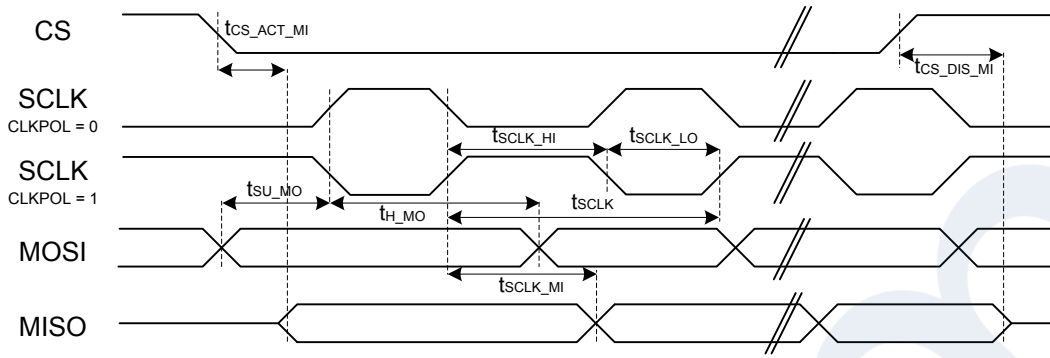 CS
tCS_ACT_MI
tCS_DIS_MI
SCLK
CLKPOL = 0
tSCLK_HI
tSCLK_LO
SCLK
CLKPOL = 1
tSU_MO
tH_MO
tSCLK
MOSI
tSCLK_MI
MISO